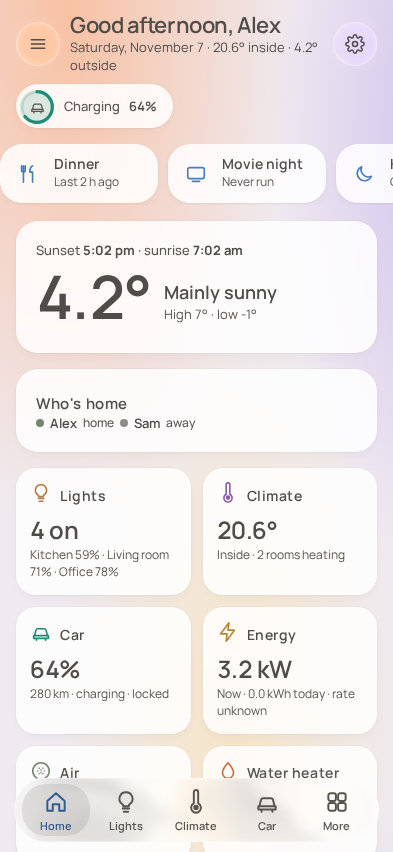 Good afternoon, Alex
Saturday, November 7 · 20.6° inside · 4.2°
outside
Charging 64%
Dinner
Last 2 h ago
Movie night
Never run
Sunset 5:02 pm · sunrise 7:02 am
4.2°
Mainly sunny
High 7° · low -1°
Who's home
Alex home Sam away
Lights
4 on
Kitchen 59% · Living room
71% · Office 78%
Climate
20.6°
Inside · 2 rooms heating
Car
64%
280 km · charging · locked
Energy
3.2 kW
Now · 0.0 kWh today · rate
unknown
Air
Water heater
Home
Lights
Climate
Car
More